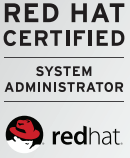 RED HAT
CERTIFIED
SYSTEM
ADMINISTRATOR
redhat.